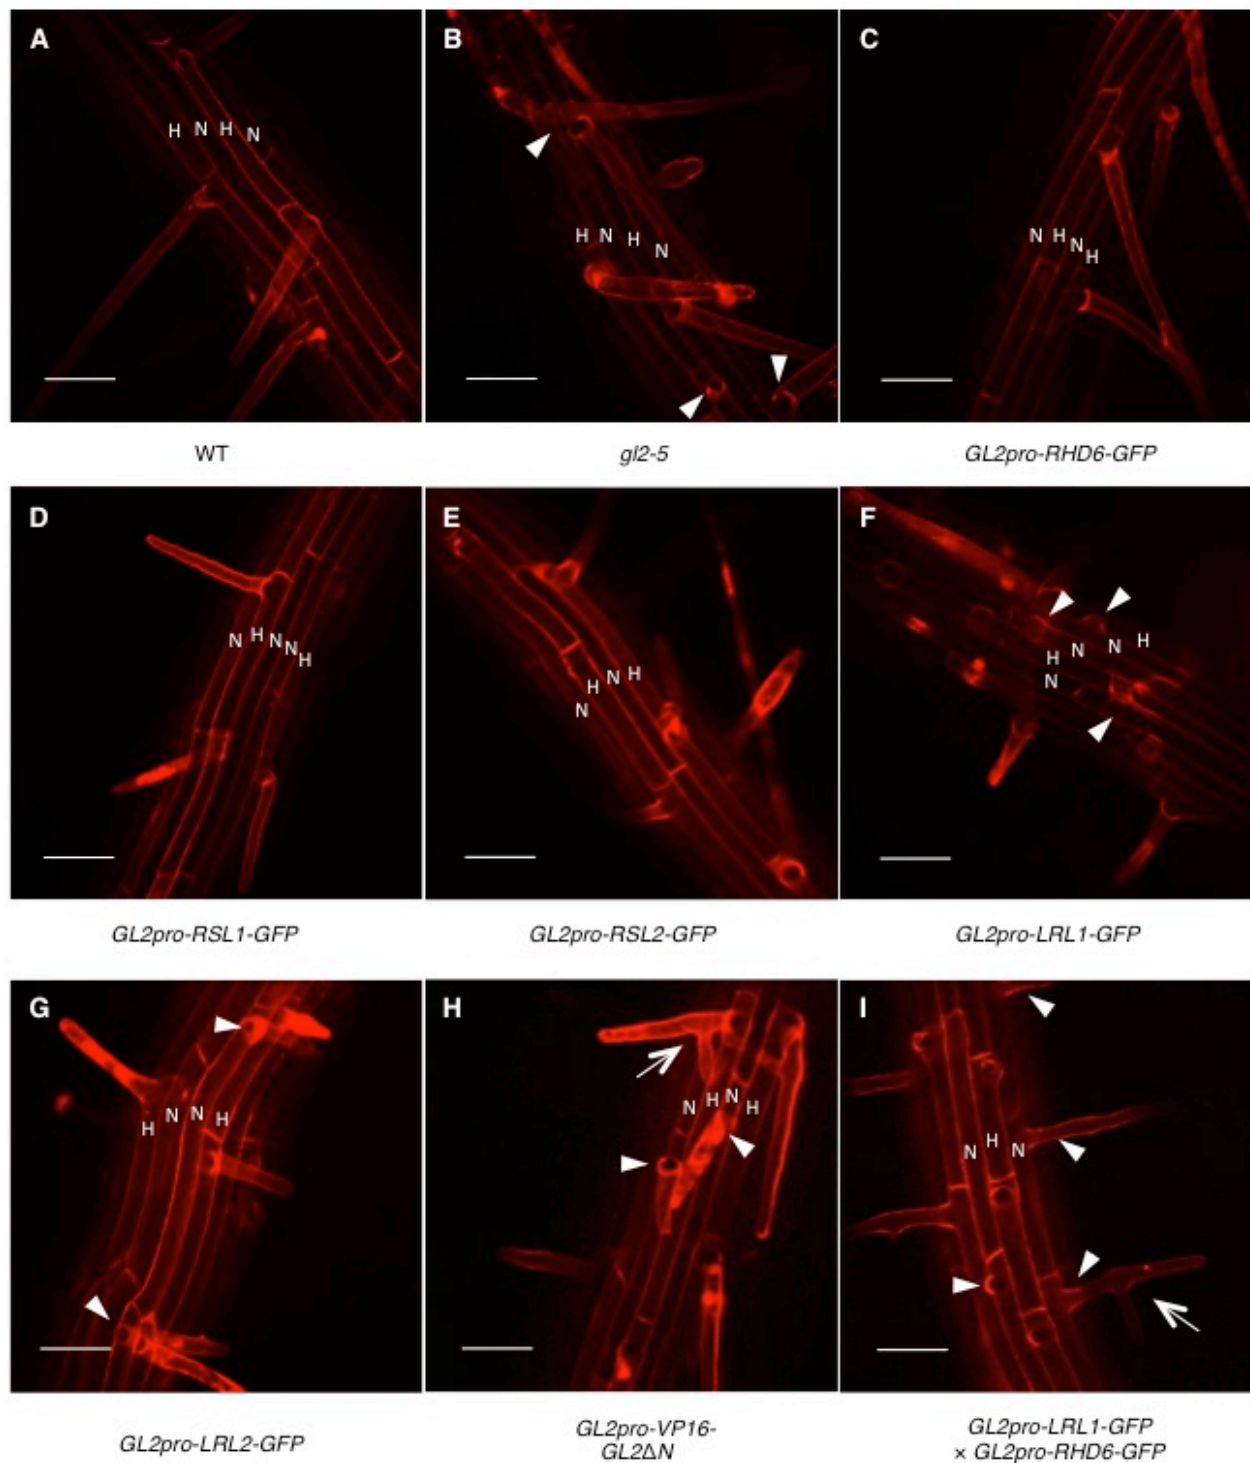 A
H N H N
WT
B
H N H N
gl2-5
C
N H N H
GL2pro-RHD6-GFP
D
N H N N H
GL2pro-RSL1-GFP
E
N H N H
GL2pro-RSL2-GFP
F
N H N N H
GL2pro-LRL1-GFP
G
H N N H
GL2pro-LRL2-GFP
H
N H N H
GL2pro-VP16-
GL2ΔN
I
N H N
GL2pro-LRL1-GFP
× GL2pro-RHD6-GFP